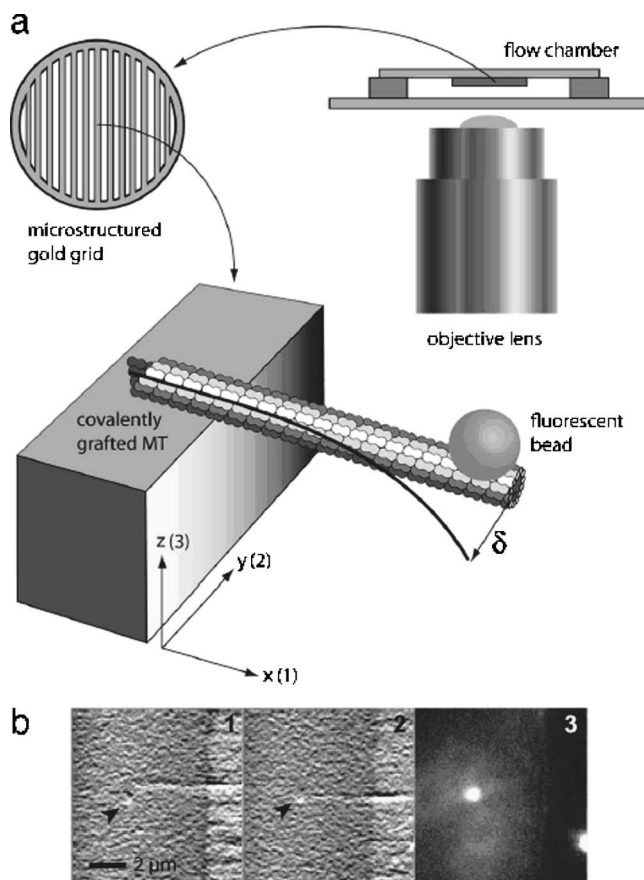 a
flow chamber
microstructured
gold grid
objective lens
covalently
grafted MT
fluorescent
bead
δ
z (3)
y (2)
x (1)
b
1
2
3
2 μm